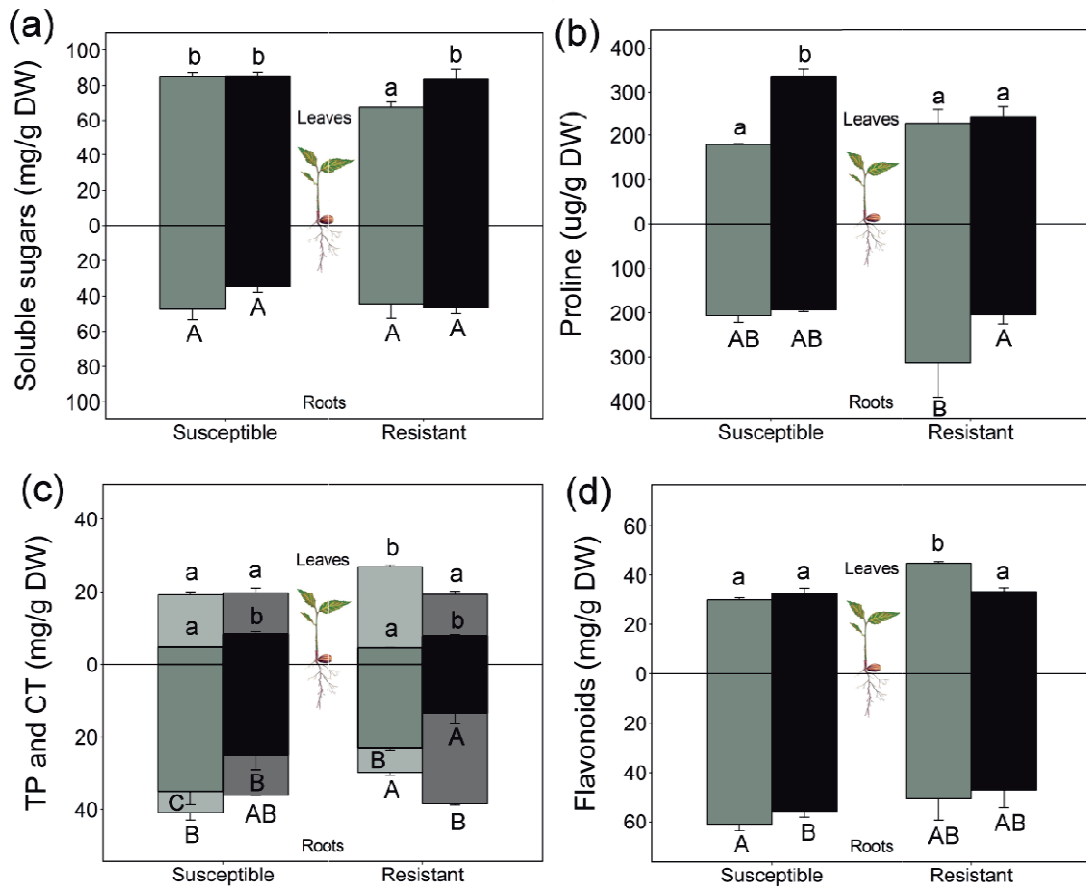 (a)
Soluble sugars (mg/g DW)
100
80
60
40
20
0
20
40
60
80
100
b
b
a
b
Leaves
A
A
A
A
Roots
Susceptible
Resistant
(b)
Proline (ug/g DW)
400
300
200
100
0
100
200
300
400
a
b
a
a
Leaves
AB
AB
B
A
Roots
Susceptible
Resistant
(c)
TP and CT (mg/g DW)
40
20
0
20
40
a
a
b
a
Leaves
a
b
a
b
C
B
B
A
B
AB
A
B
Roots
Susceptible
Resistant
(d)
Flavonoids (mg/g DW)
60
40
20
0
20
40
60
a
a
b
a
Leaves
A
B
AB
AB
Roots
Susceptible
Resistant